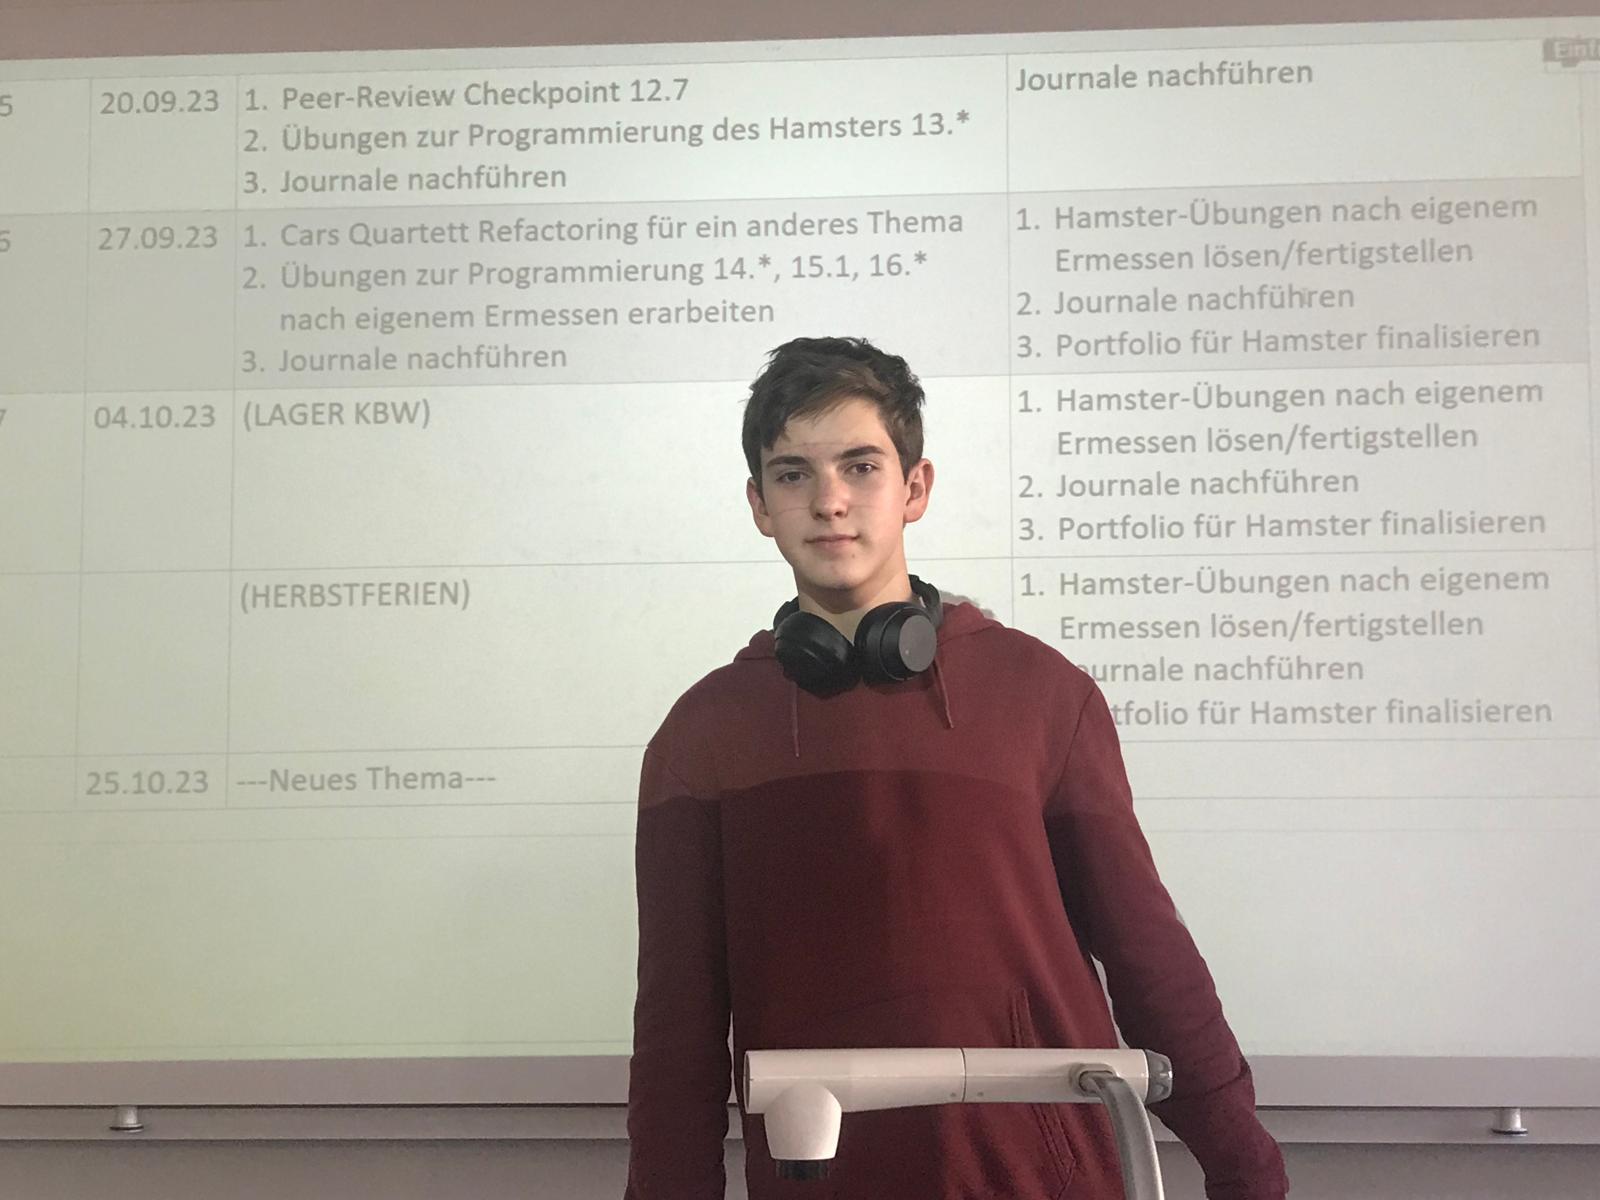 Einf
5
20.09.23
1. Peer-Review Checkpoint 12.7
2. Übungen zur Programmierung des Hamsters 13.*
3. Journale nachführen
Journale nachführen
27.09.23
1. Cars Quartett Refactoring für ein anderes Thema
2. Übungen zur Programmierung 14.*, 15.1, 16.*
nach eigenem Ermessen erarbeiten
3. Journale nachführen
1. Hamster-Übungen nach eigenem
Ermessen lösen/fertigstellen
2. Journale nachführen
3. Portfolio für Hamster finalisieren
04.10.23
(LAGER KBW)
1. Hamster-Übungen nach eigenem
Ermessen lösen/fertigstellen
2. Journale nachführen
3. Portfolio für Hamster finalisieren
(HERBSTFERIEN)
1. Hamster-Übungen nach eigenem
Ermessen lösen/fertigstellen
ournale nachführen
tfolio für Hamster finalisieren
25.10.23
---Neues Thema---